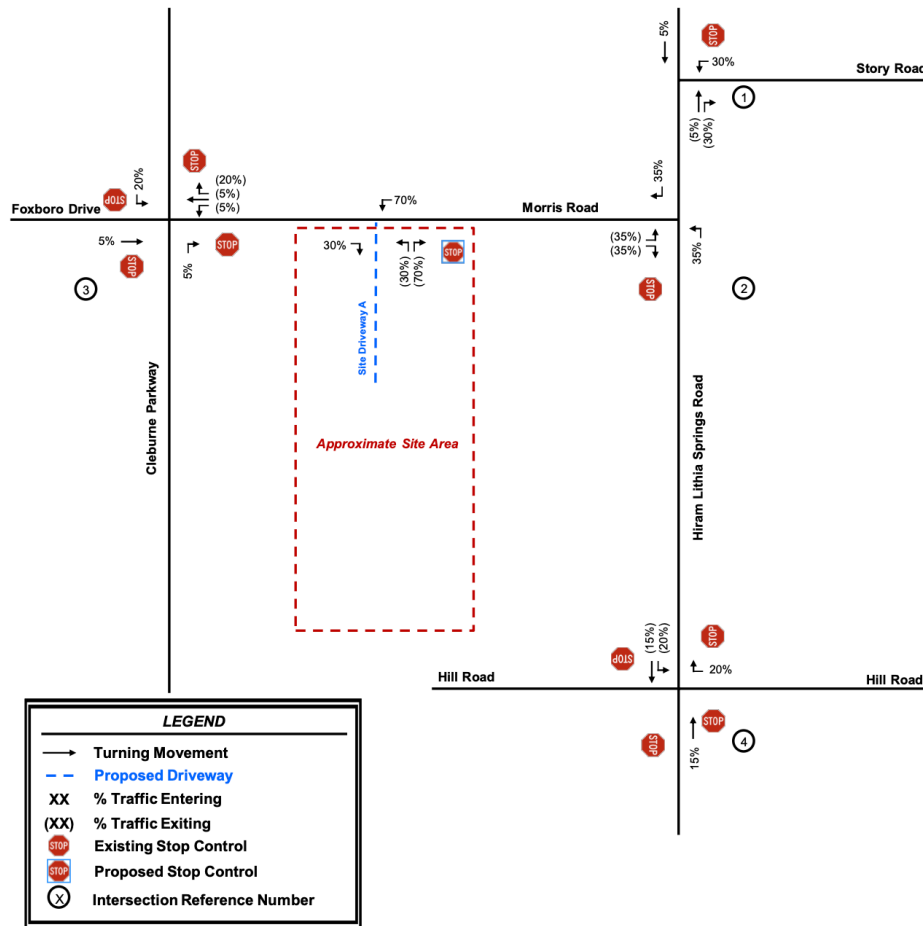 5%
STOP
30%
Story Road
1
(5%)
(30%)
35%
STOP
20%
STOP
(20%)
(5%)
(5%)
70%
Foxboro Drive
Morris Road
5%
STOP
5%
STOP
30%
(30%)
(70%)
STOP
(35%)
(35%)
35%
STOP
3
2
Site Driveway A
Cleburne Parkway
Approximate Site Area
Hiram Lithia Springs Road
STOP
(15%)
(20%)
STOP
20%
Hill Road
Hill Road
STOP
15%
STOP
4
LEGEND
Turning Movement
Proposed Driveway
XX % Traffic Entering
(XX) % Traffic Exiting
STOP Existing Stop Control
STOP Proposed Stop Control
X Intersection Reference Number